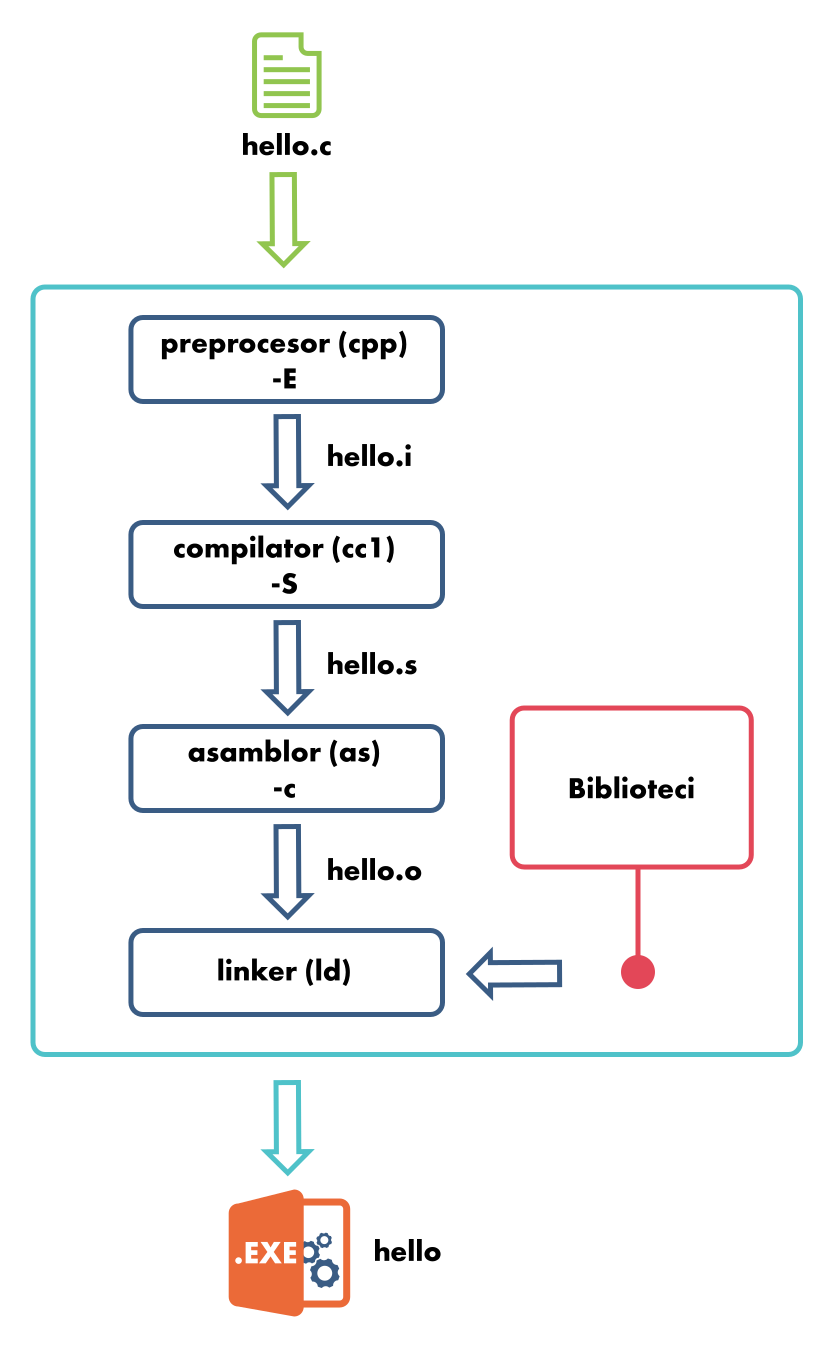 hello.c
preprocesor (cpp)
-E
hello.i
compilator (cc1)
-S
hello.s
asamblor (as)
-c
Biblioteci
hello.o
linker (ld)
.EXE
hello